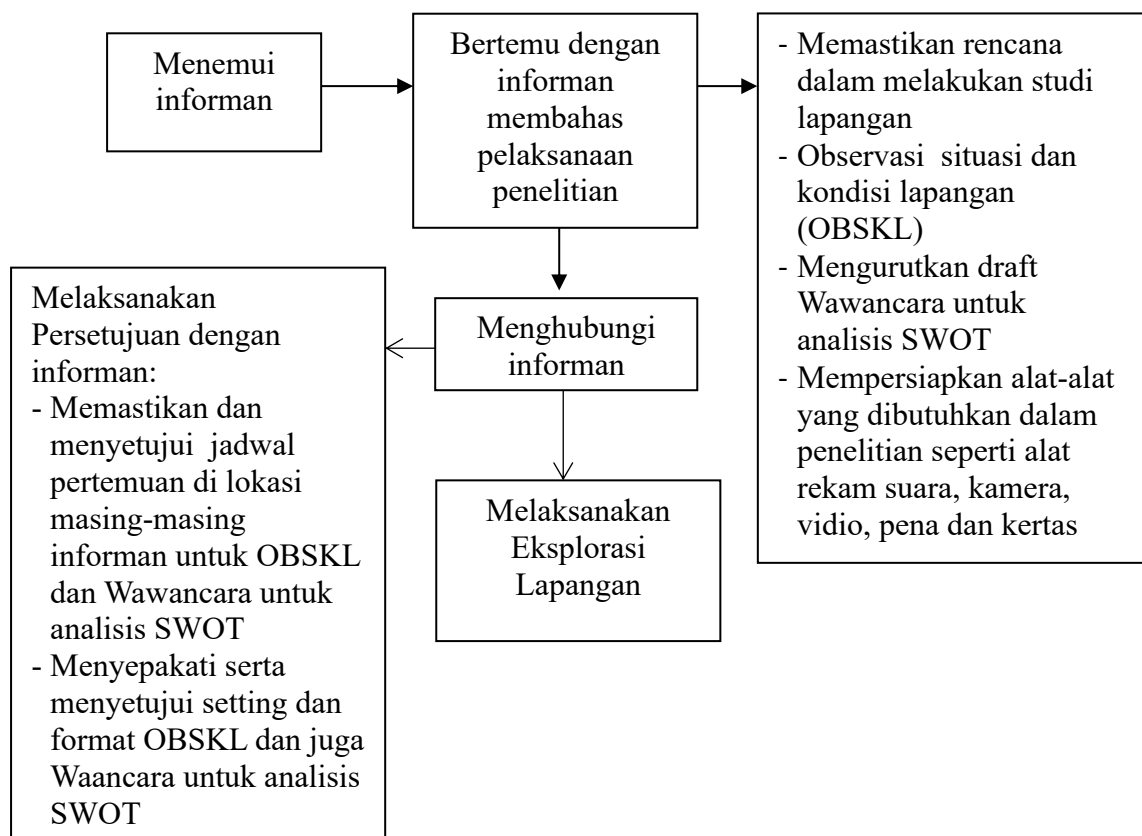 Menemui
informan
Bertemu dengan
informan
membahas
pelaksanaan
penelitian
- Memastikan rencana
dalam melakukan studi
lapangan
- Observasi  situasi dan
kondisi lapangan
(OBSKL)
- Mengurutkan draft
Wawancara untuk
analisis SWOT
- Mempersiapkan alat-alat
yang dibutuhkan dalam
penelitian seperti alat
rekam suara, kamera,
vidio, pena dan kertas
Menghubungi
informan
Melaksanakan
Persetujuan dengan
informan:
- Memastikan dan
menyetujui  jadwal
pertemuan di lokasi
masing-masing
informan untuk OBSKL
dan Wawancara untuk
analisis SWOT
- Menyepakati serta
menyetujui setting dan
format OBSKL dan juga
Waancara untuk analisis
SWOT
Melaksanakan
Eksplorasi
Lapangan